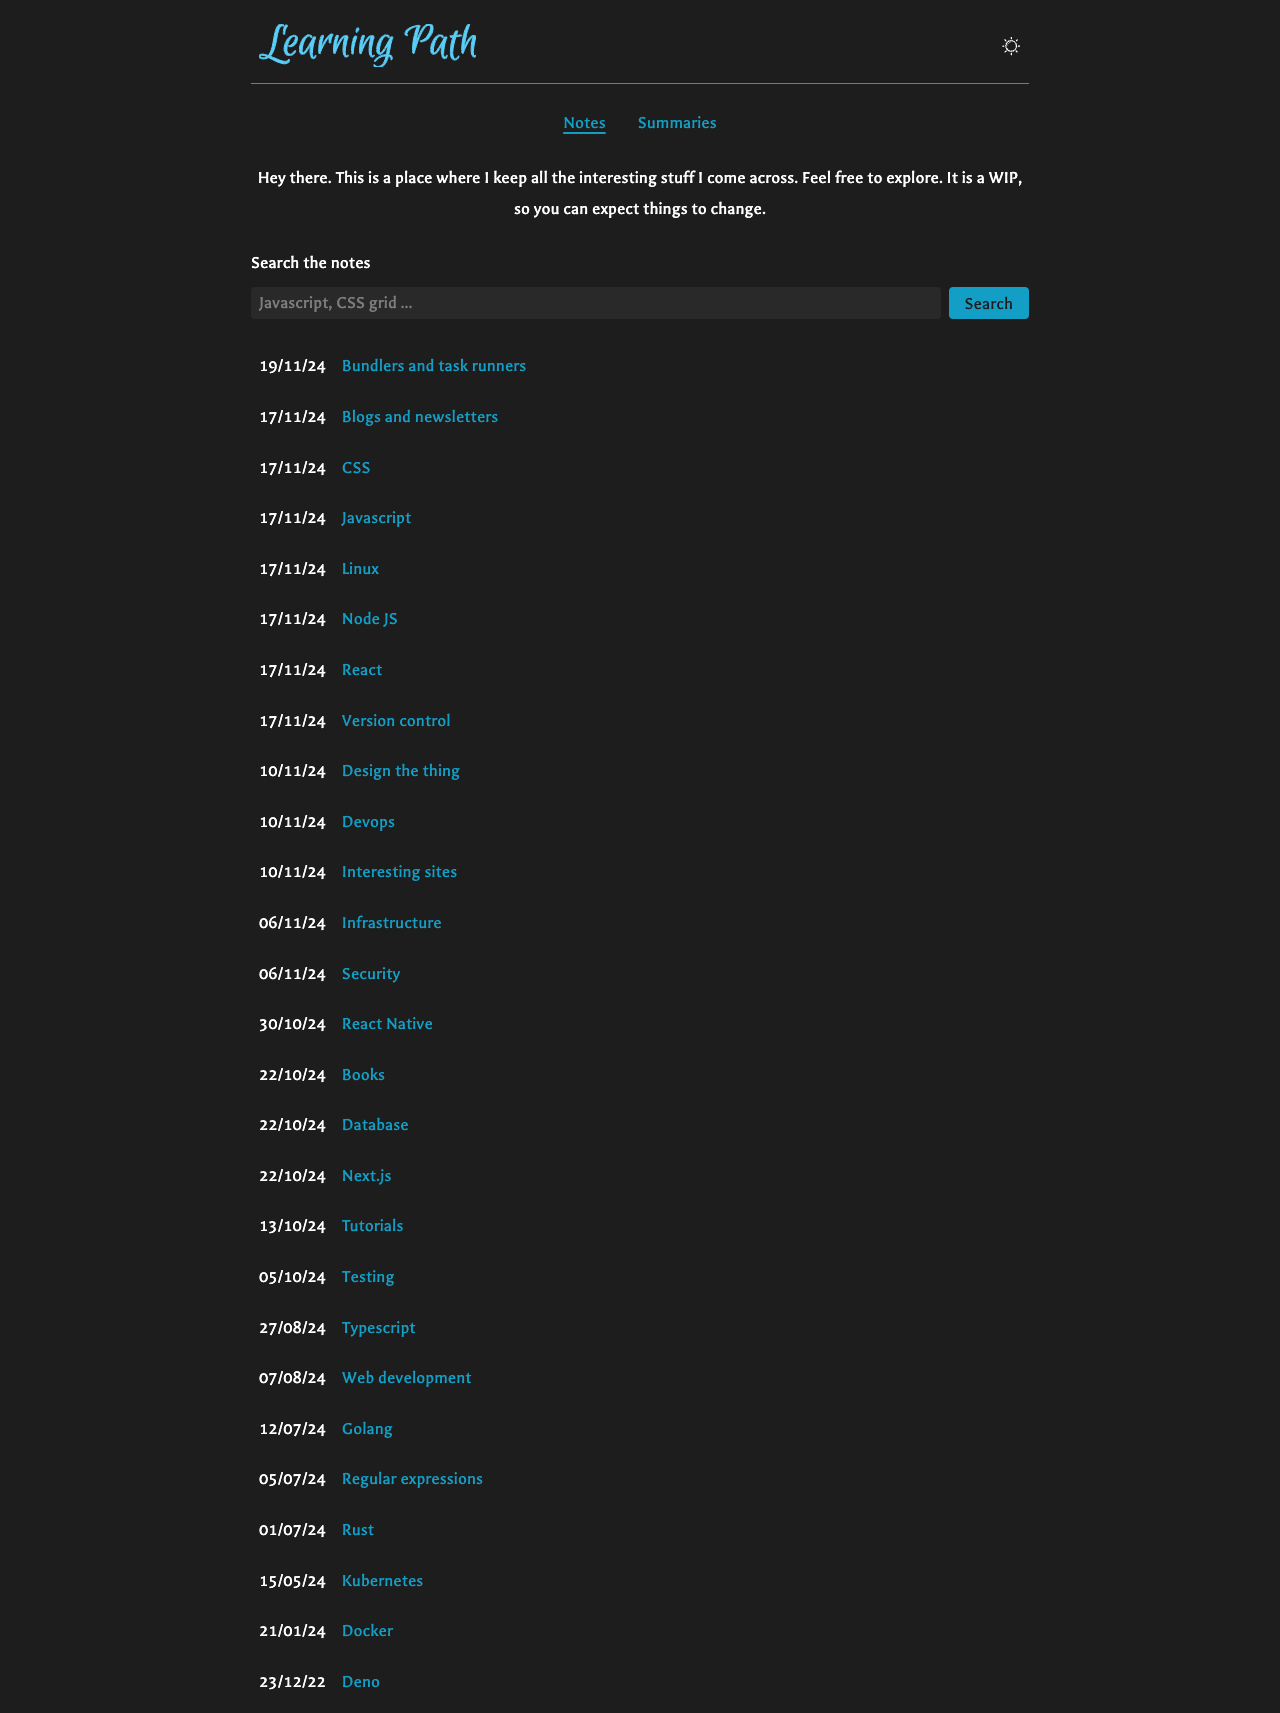 Learning Path
Notes Summaries
Hey there. This is a place where I keep all the interesting stuff I come across. Feel free to explore. It is a WIP,
so you can expect things to change.
Search the notes
Javascript, CSS grid ...
Search
19/11/24 Bundlers and task runners
17/11/24 Blogs and newsletters
17/11/24 CSS
17/11/24 Javascript
17/11/24 Linux
17/11/24 Node JS
17/11/24 React
17/11/24 Version control
10/11/24 Design the thing
10/11/24 Devops
10/11/24 Interesting sites
06/11/24 Infrastructure
06/11/24 Security
30/10/24 React Native
22/10/24 Books
22/10/24 Database
22/10/24 Next.js
13/10/24 Tutorials
05/10/24 Testing
27/08/24 Typescript
07/08/24 Web development
12/07/24 Golang
05/07/24 Regular expressions
01/07/24 Rust
15/05/24 Kubernetes
21/01/24 Docker
23/12/22 Deno